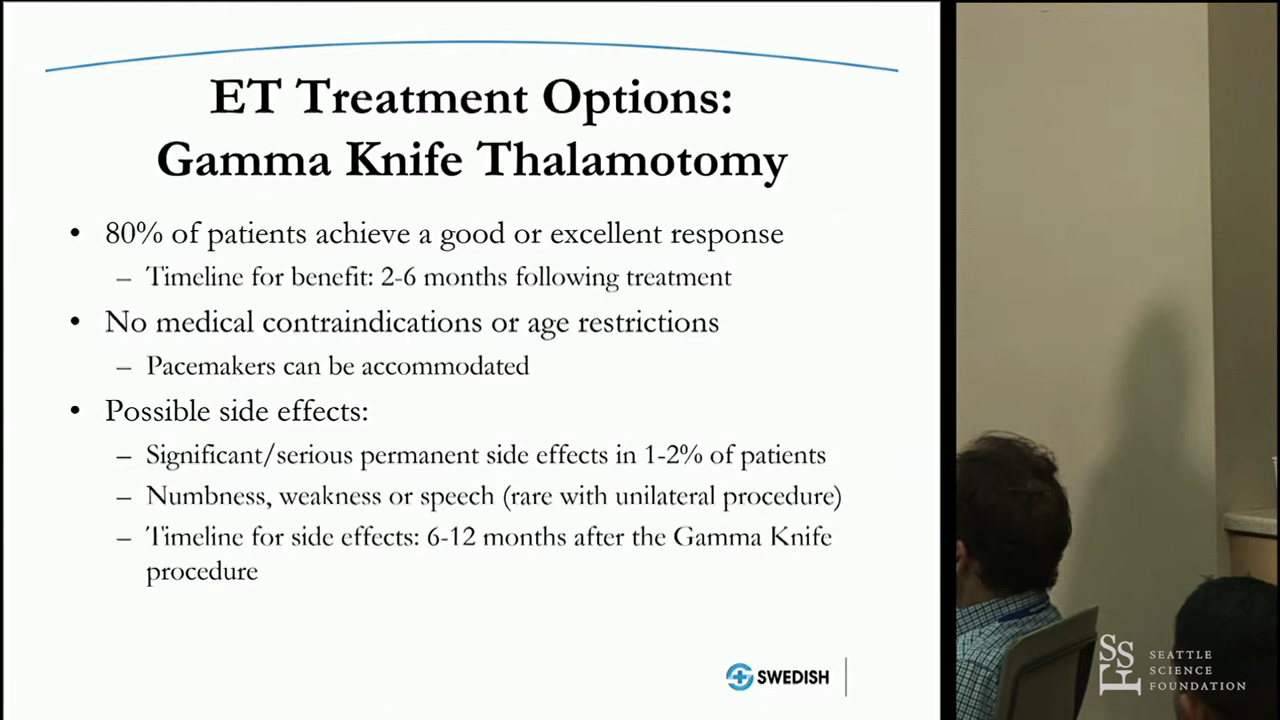 ET Treatment Options:
Gamma Knife Thalamotomy
• 80% of patients achieve a good or excellent response
– Timeline for benefit: 2-6 months following treatment
• No medical contraindications or age restrictions
– Pacemakers can be accommodated
• Possible side effects:
– Significant/serious permanent side effects in 1-2% of patients
– Numbness, weakness or speech (rare with unilateral procedure)
– Timeline for side effects: 6-12 months after the Gamma Knife
procedure
SWEDISH
SSF
SEATTLE
SCIENCE
FOUNDATION